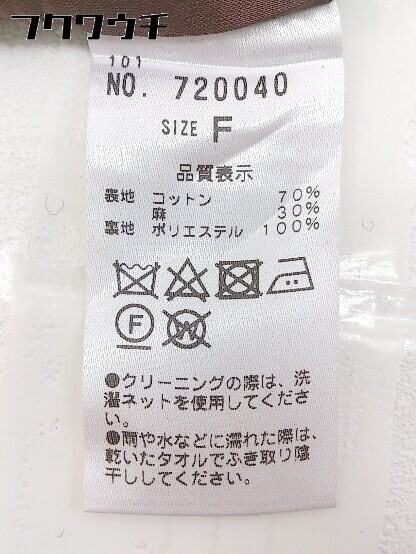 フクワウチ
101
NO. 720040
SIZE F
品質表示
表地 コットン 70%
麻 30%
裏地 ポリエステル 100%
F W
●クリーニングの際は、洗
濯ネットを使用してくださ
い。
●雨や水などに濡れた際は、
乾いたタオルでふき取り陰
干ししてください。